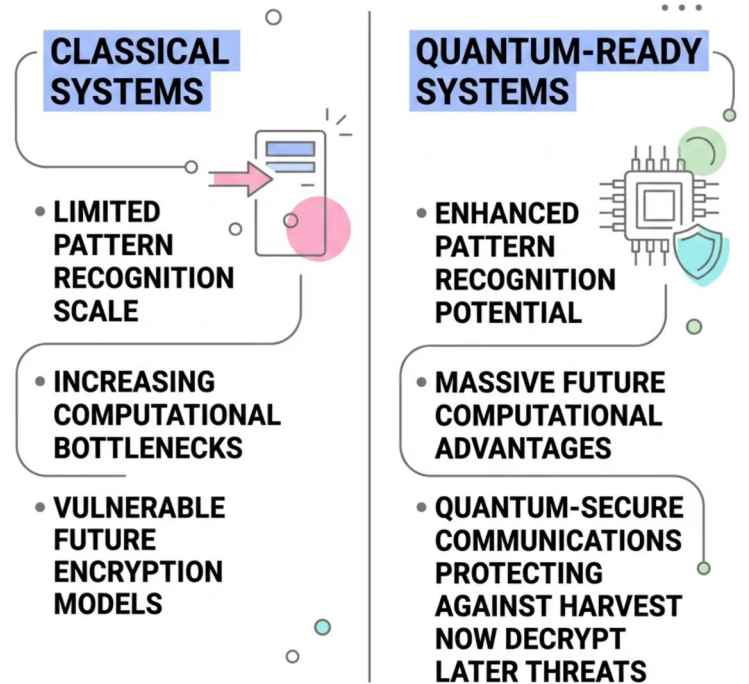 CLASSICAL
SYSTEMS
• LIMITED
PATTERN
RECOGNITION
SCALE
• INCREASING
COMPUTATIONAL
BOTTLENECKS
• VULNERABLE
FUTURE
ENCRYPTION
MODELS
QUANTUM-READY
SYSTEMS
• ENHANCED
PATTERN
RECOGNITION
POTENTIAL
• MASSIVE FUTURE
COMPUTATIONAL
ADVANTAGES
• QUANTUM-SECURE
COMMUNICATIONS
PROTECTING
AGAINST HARVEST
NOW DECRYPT
LATER THREATS